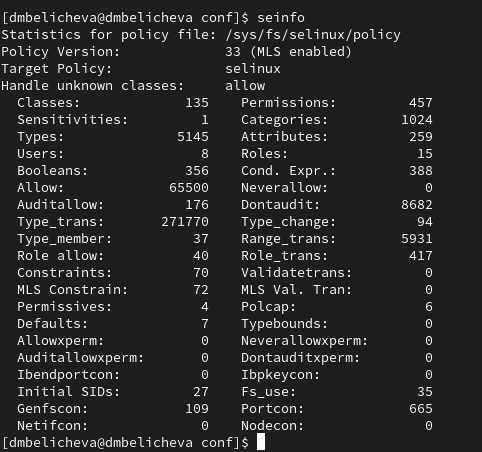 [dmbelicheva@dmbelicheva conf]$ seinfo
Statistics for policy file: /sys/fs/selinux/policy
Policy Version:             33 (MLS enabled)
Target Policy:              selinux
Handle unknown classes:     allow
  Classes:             135    Permissions:         457
  Sensitivities:         1    Categories:         1024
  Types:              5145    Attributes:          259
  Users:                 8    Roles:                15
  Booleans:            356    Cond. Expr.:         388
  Allow:             65500    Neverallow:            0
  Auditallow:          176    Dontaudit:          8682
  Type_trans:       271770    Type_change:          94
  Type_member:          37    Range_trans:        5931
  Role allow:           40    Role_trans:          417
  Constraints:          70    Validatetrans:         0
  MLS Constrain:        72    MLS Val. Tran:         0
  Permissives:           4    Polcap:                6
  Defaults:              7    Typebounds:            0
  Allowxperm:            0    Neverallowxperm:       0
  Auditallowxperm:       0    Dontauditxperm:        0
  Ibendportcon:          0    Ibpkeycon:             0
  Initial SIDs:         27    Fs_use:               35
  Genfscon:            109    Portcon:             665
  Netifcon:              0    Nodecon:               0
[dmbelicheva@dmbelicheva conf]$